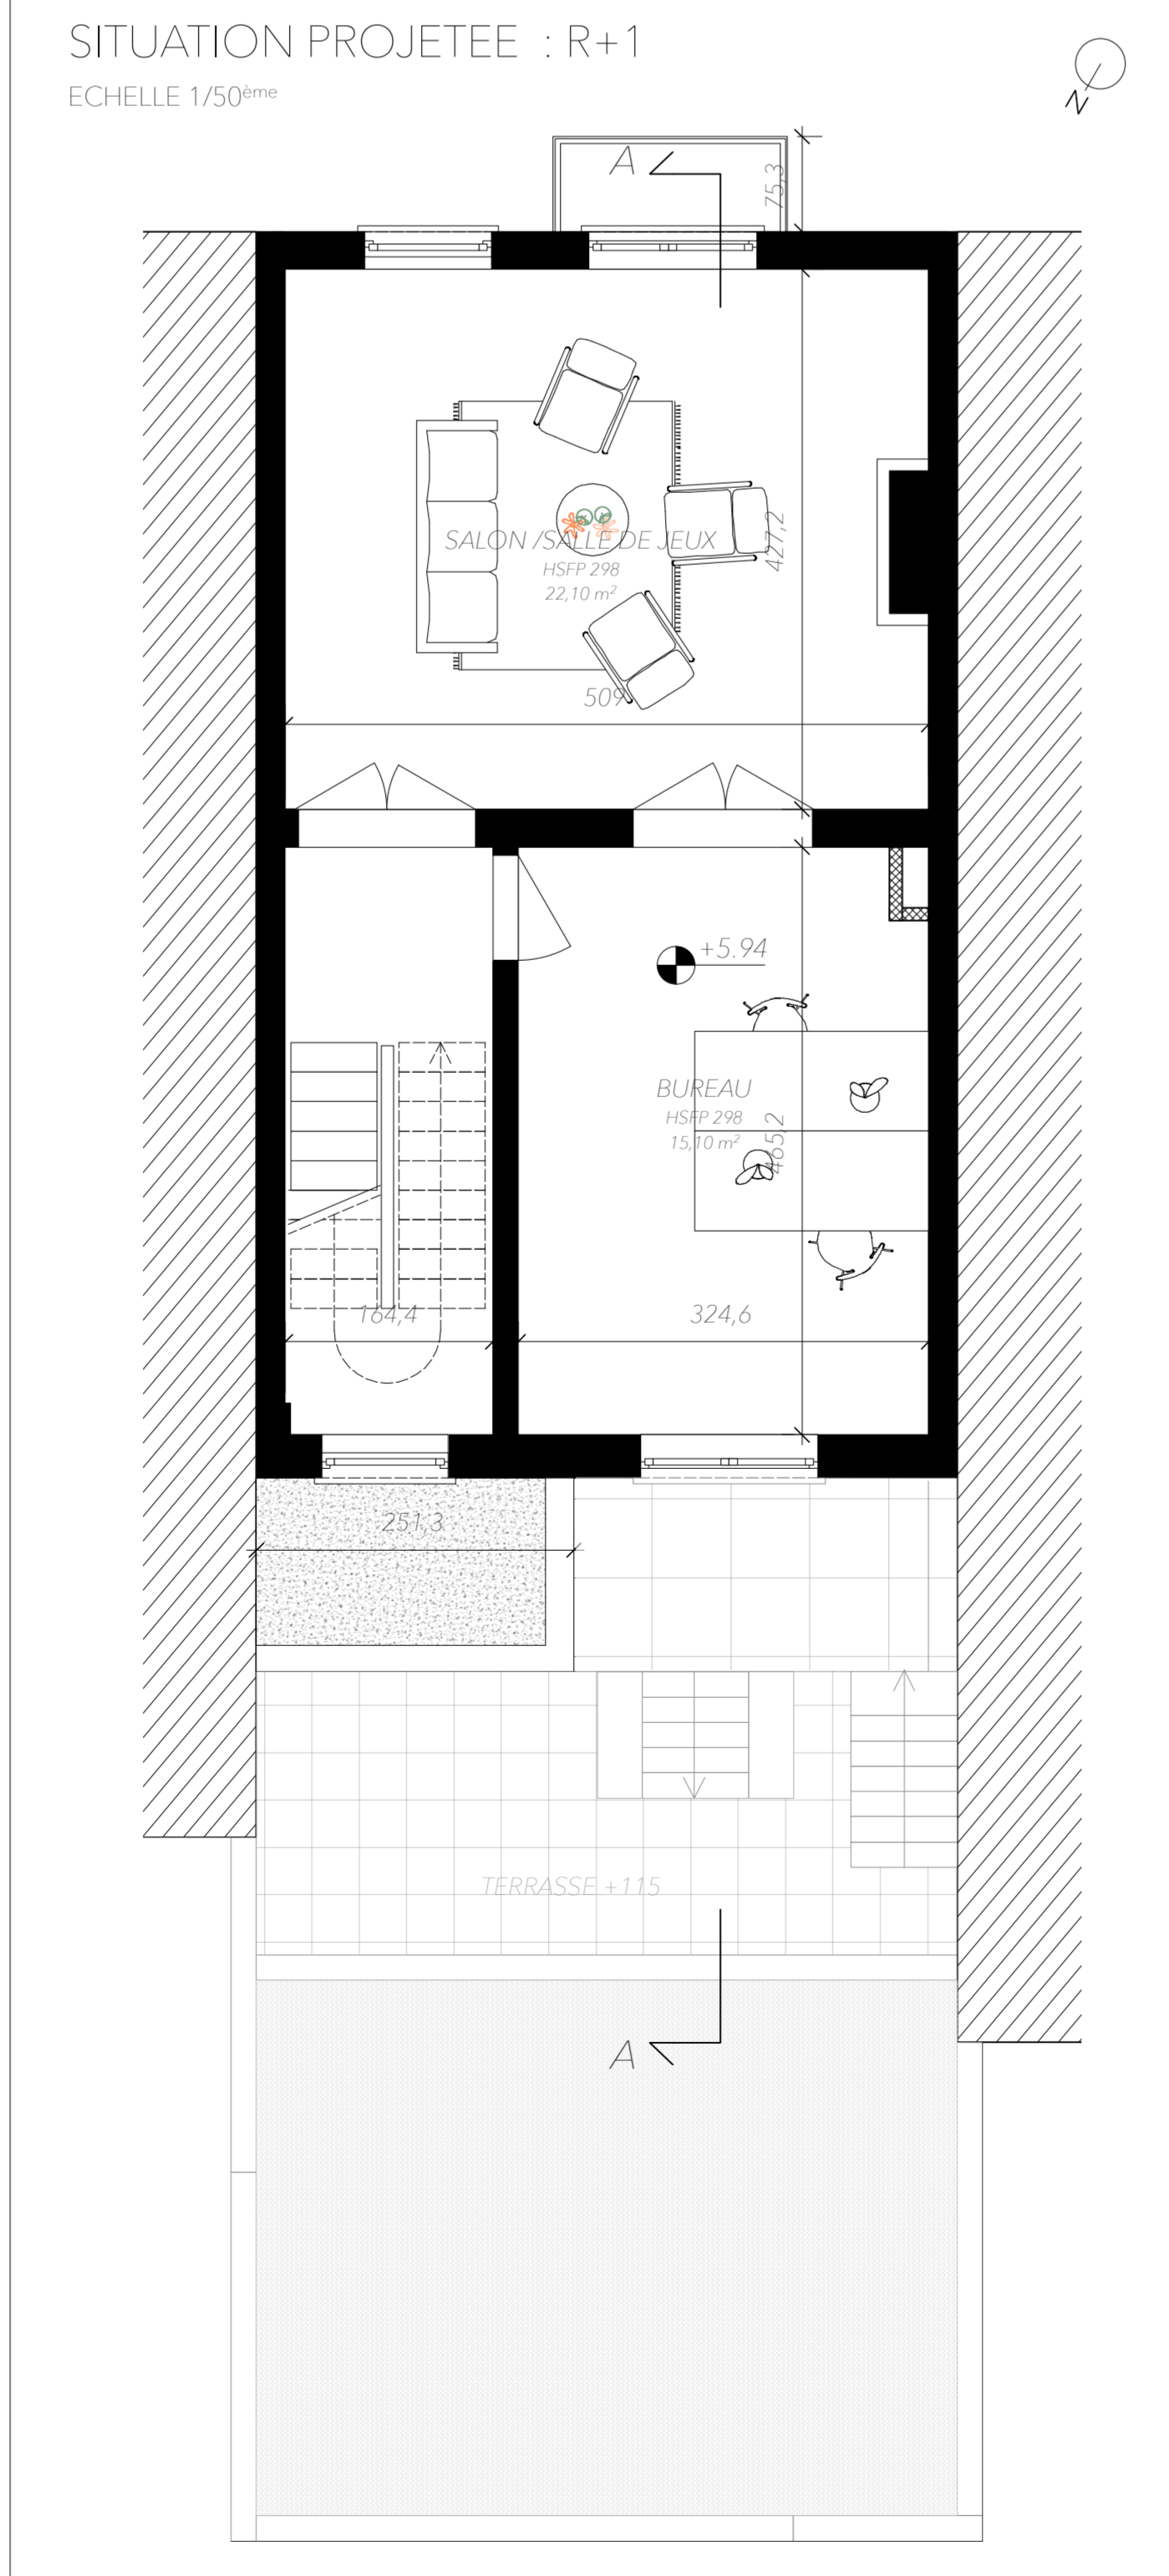 SITUATION PROJETEE : R+1
ECHELLE 1/50ème
N
A
75,3
SALON /SALLE DE JEUX
HSFP 298
22,10 m²
427,2
509
+5.94
BUREAU
HSFP 298
15,10 m²
465,2
164,4
324,6
251,3
TERRASSE +115
A